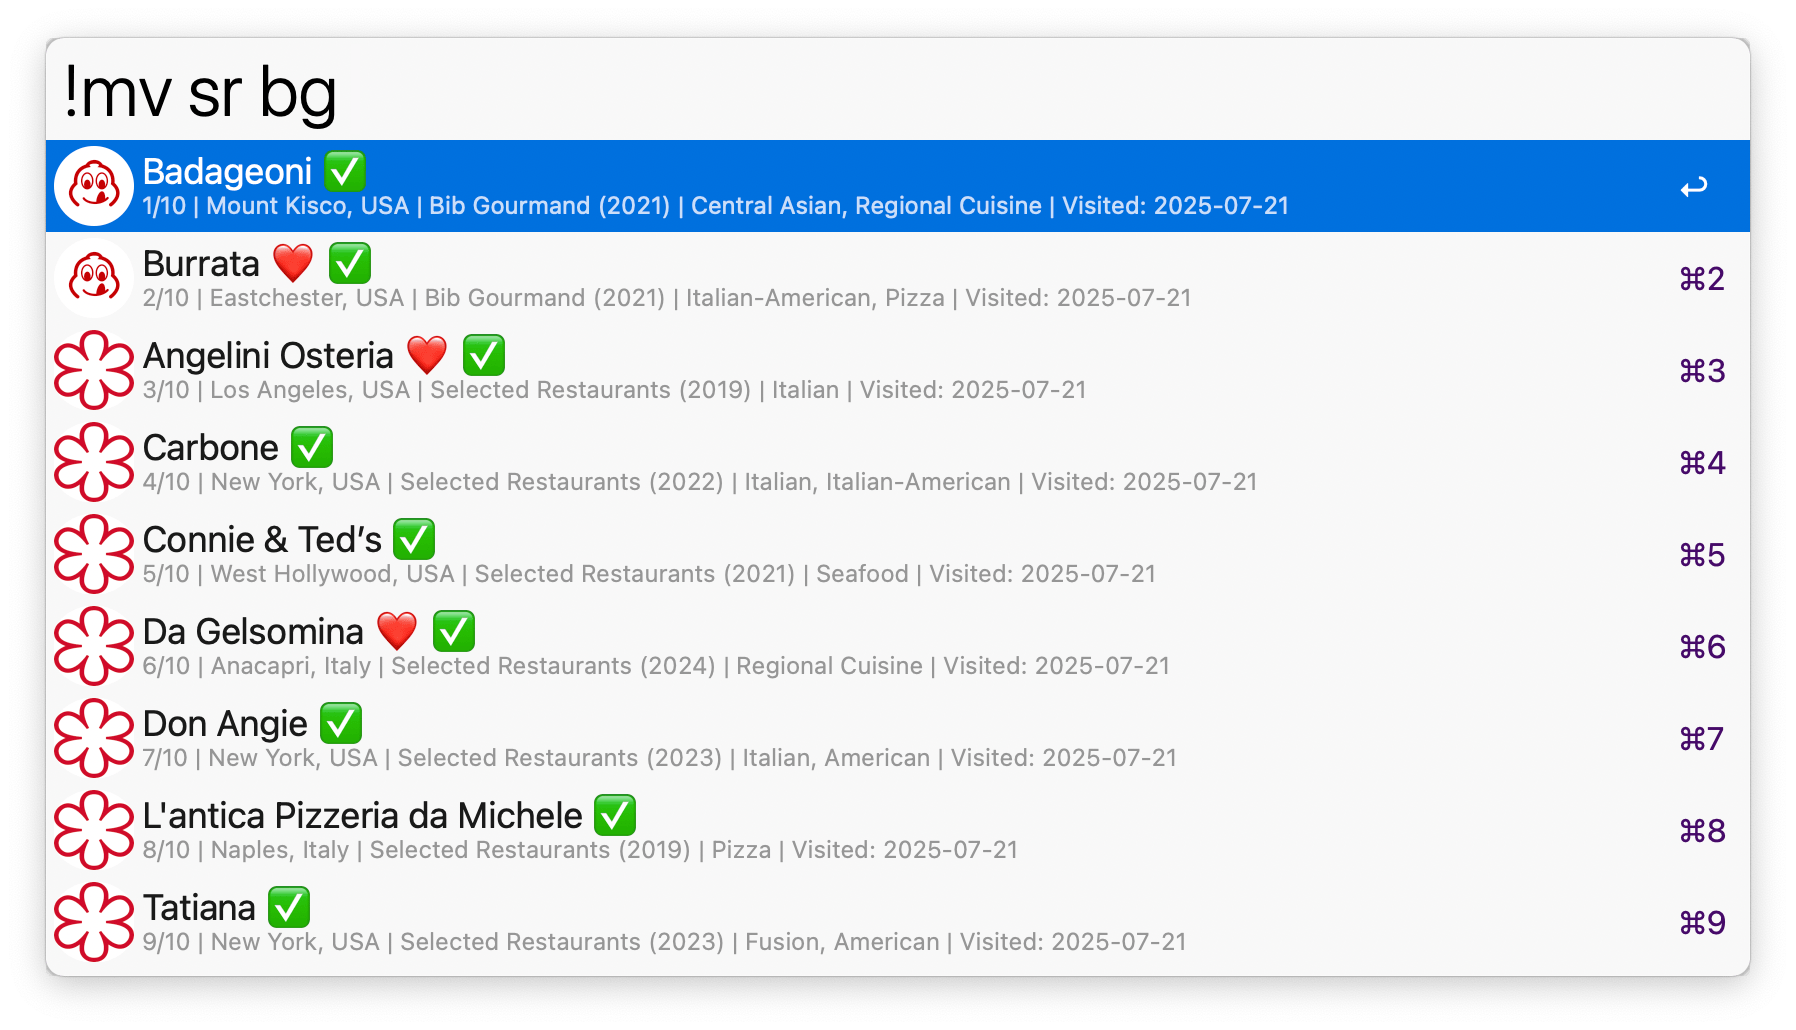 !mv sr bg
Badageoni ✅
1/10 | Mount Kisco, USA | Bib Gourmand (2021) | Central Asian, Regional Cuisine | Visited: 2025-07-21
↩
Burrata ❤️ ✅
2/10 | Eastchester, USA | Bib Gourmand (2021) | Italian-American, Pizza | Visited: 2025-07-21
⌘2
Angelini Osteria ❤️ ✅
3/10 | Los Angeles, USA | Selected Restaurants (2019) | Italian | Visited: 2025-07-21
⌘3
Carbone ✅
4/10 | New York, USA | Selected Restaurants (2022) | Italian, Italian-American | Visited: 2025-07-21
⌘4
Connie & Ted’s ✅
5/10 | West Hollywood, USA | Selected Restaurants (2021) | Seafood | Visited: 2025-07-21
⌘5
Da Gelsomina ❤️ ✅
6/10 | Anacapri, Italy | Selected Restaurants (2024) | Regional Cuisine | Visited: 2025-07-21
⌘6
Don Angie ✅
7/10 | New York, USA | Selected Restaurants (2023) | Italian, American | Visited: 2025-07-21
⌘7
L'antica Pizzeria da Michele ✅
8/10 | Naples, Italy | Selected Restaurants (2019) | Pizza | Visited: 2025-07-21
⌘8
Tatiana ✅
9/10 | New York, USA | Selected Restaurants (2023) | Fusion, American | Visited: 2025-07-21
⌘9